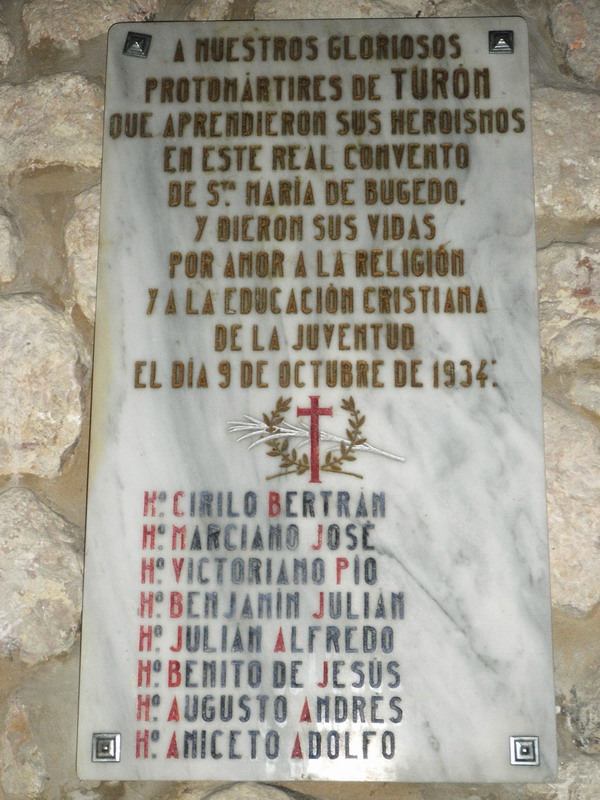 A NUESTROS GLORIOSOS
PROTOMÁRTIRES DE TURÓN
QUE APRENDIERON SUS HEROISMOS
EN ESTE REAL CONVENTO
DE S.TA MARÍA DE BUGEDO,
Y DIERON SUS VIDAS
POR AMOR A LA RELIGIÓN
Y A LA EDUCACIÓN CRISTIANA
DE LA JUVENTUD
EL DÍA 9 DE OCTUBRE DE 1934.
Hº. CIRILO BERTRÁN
Hº. MARCIANO JOSÉ
Hº. VICTORIANO PÍO
Hº. BENJAMÍN JULIÁN
Hº. JULIÁN ALFREDO
Hº. BENITO DE JESÚS
Hº. AUGUSTO ANDRÉS
Hº. ANICETO ADOLFO